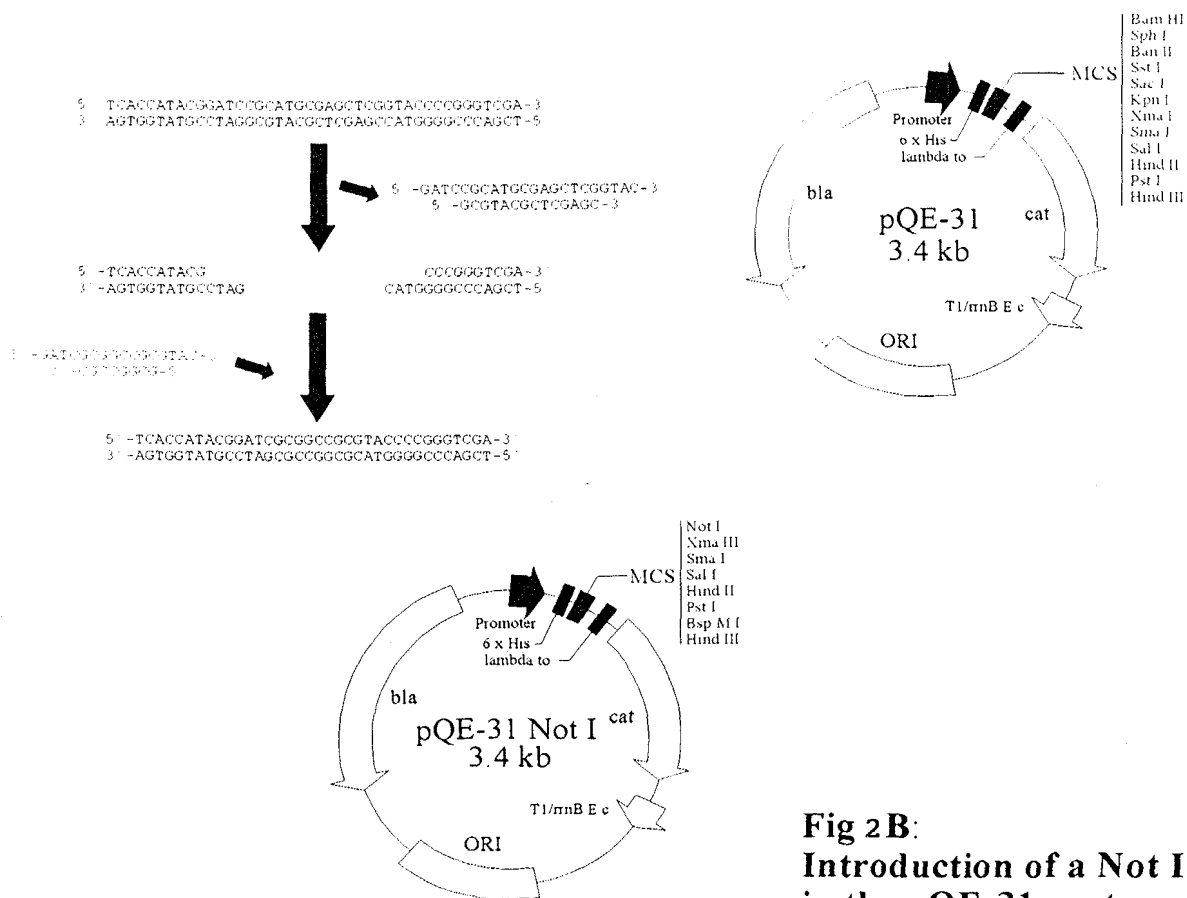 5 TCACCATACGGATCCGCATGCGAGCTCGGTACCCCGGGTCGA-3
3 AGTGGTATGCCTAGGCGTACGCTCGAGCCATGGGGCCCAGCT-5
5 -GATCCGCATGCGAGCTCGGTAC-3
5 -GCGTACGCTCGAGC-3
5 -TCACCATACG CCCGGGTCGA-3'
3'-AGTGGTATGCCTAG CATGGGGCCCAGCT-5
-GATCGCGGCCGCGTAC-
-CGCCGGCG-5
5'-TCACCATACGGATCGCGGCCGCGTACCCCGGGTCGA-3'
3'-AGTGGTATGCCTAGCGCCGGCGCATGGGGCCCAGCT-5'
Bam HI
Sph I
Ban II
Sst I
Sac I
Kpn I
Xma I
Sma I
Sal I
Hind II
Pst I
Hind III
MCS
Promoter
6 x His
lambda to
bla
cat
pQE-31
3.4 kb
T1/rrnB E c
ORI
Not I
Xma III
Sma I
Sal I
Hind II
Pst I
Bsp M I
Hind III
MCS
Promoter
6 x His
lambda to
bla
cat
pQE-31 Not I
3.4 kb
T1/rrnB E c
ORI
Fig 2B:
Introduction of a Not I